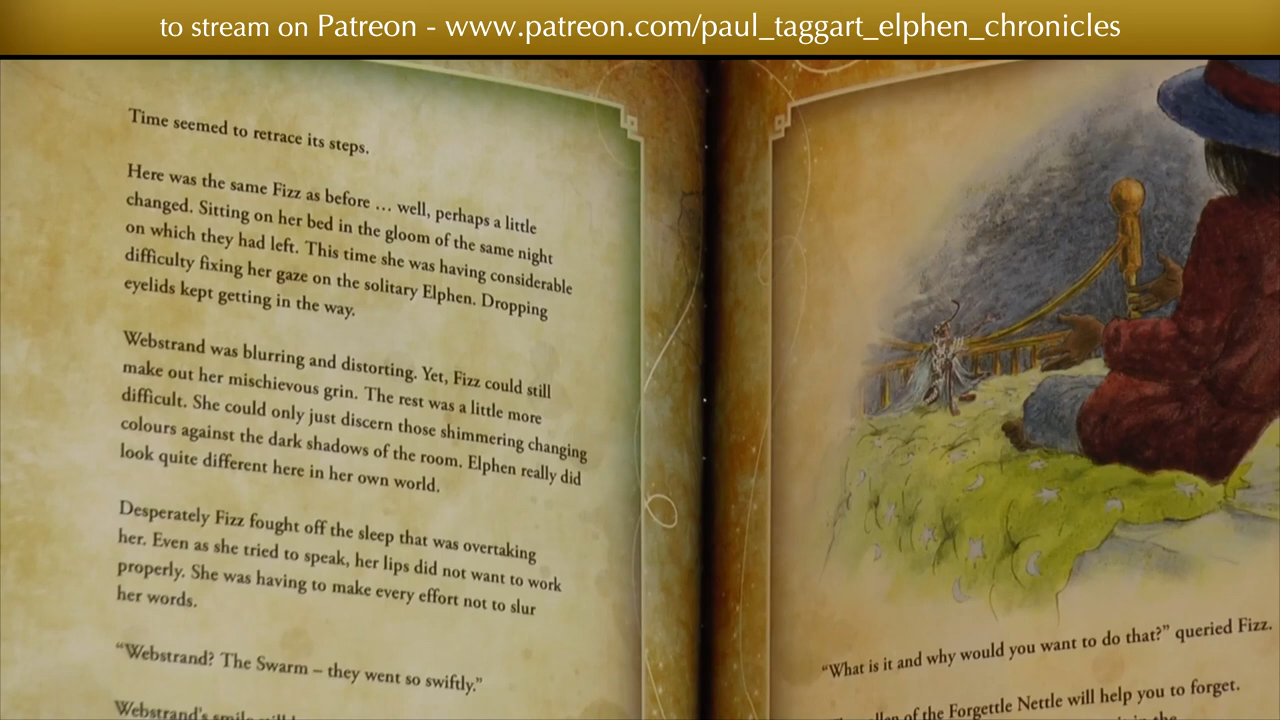 to stream on Patreon - www.patreon.com/paul_taggart_elphen_chronicles
Time seemed to retrace its steps.
Here was the same Fizz as before … well, perhaps a little
changed. Sitting on her bed in the gloom of the same night
on which they had left. This time she was having considerable
difficulty fixing her gaze on the solitary Elphen. Dropping
eyelids kept getting in the way.
Webstrand was blurring and distorting. Yet, Fizz could still
make out her mischievous grin. The rest was a little more
difficult. She could only just discern those shimmering changing
colours against the dark shadows of the room. Elphen really did
look quite different here in her own world.
Desperately Fizz fought off the sleep that was overtaking
her. Even as she tried to speak, her lips did not want to work
properly. She was having to make every effort not to slur
her words.
“Webstrand? The Swarm – they went so swiftly.”
Webstrand's smile still
“What is it and why would you want to do that?” queried Fizz.
of the Forgettle Nettle will help you to forget.
it in the